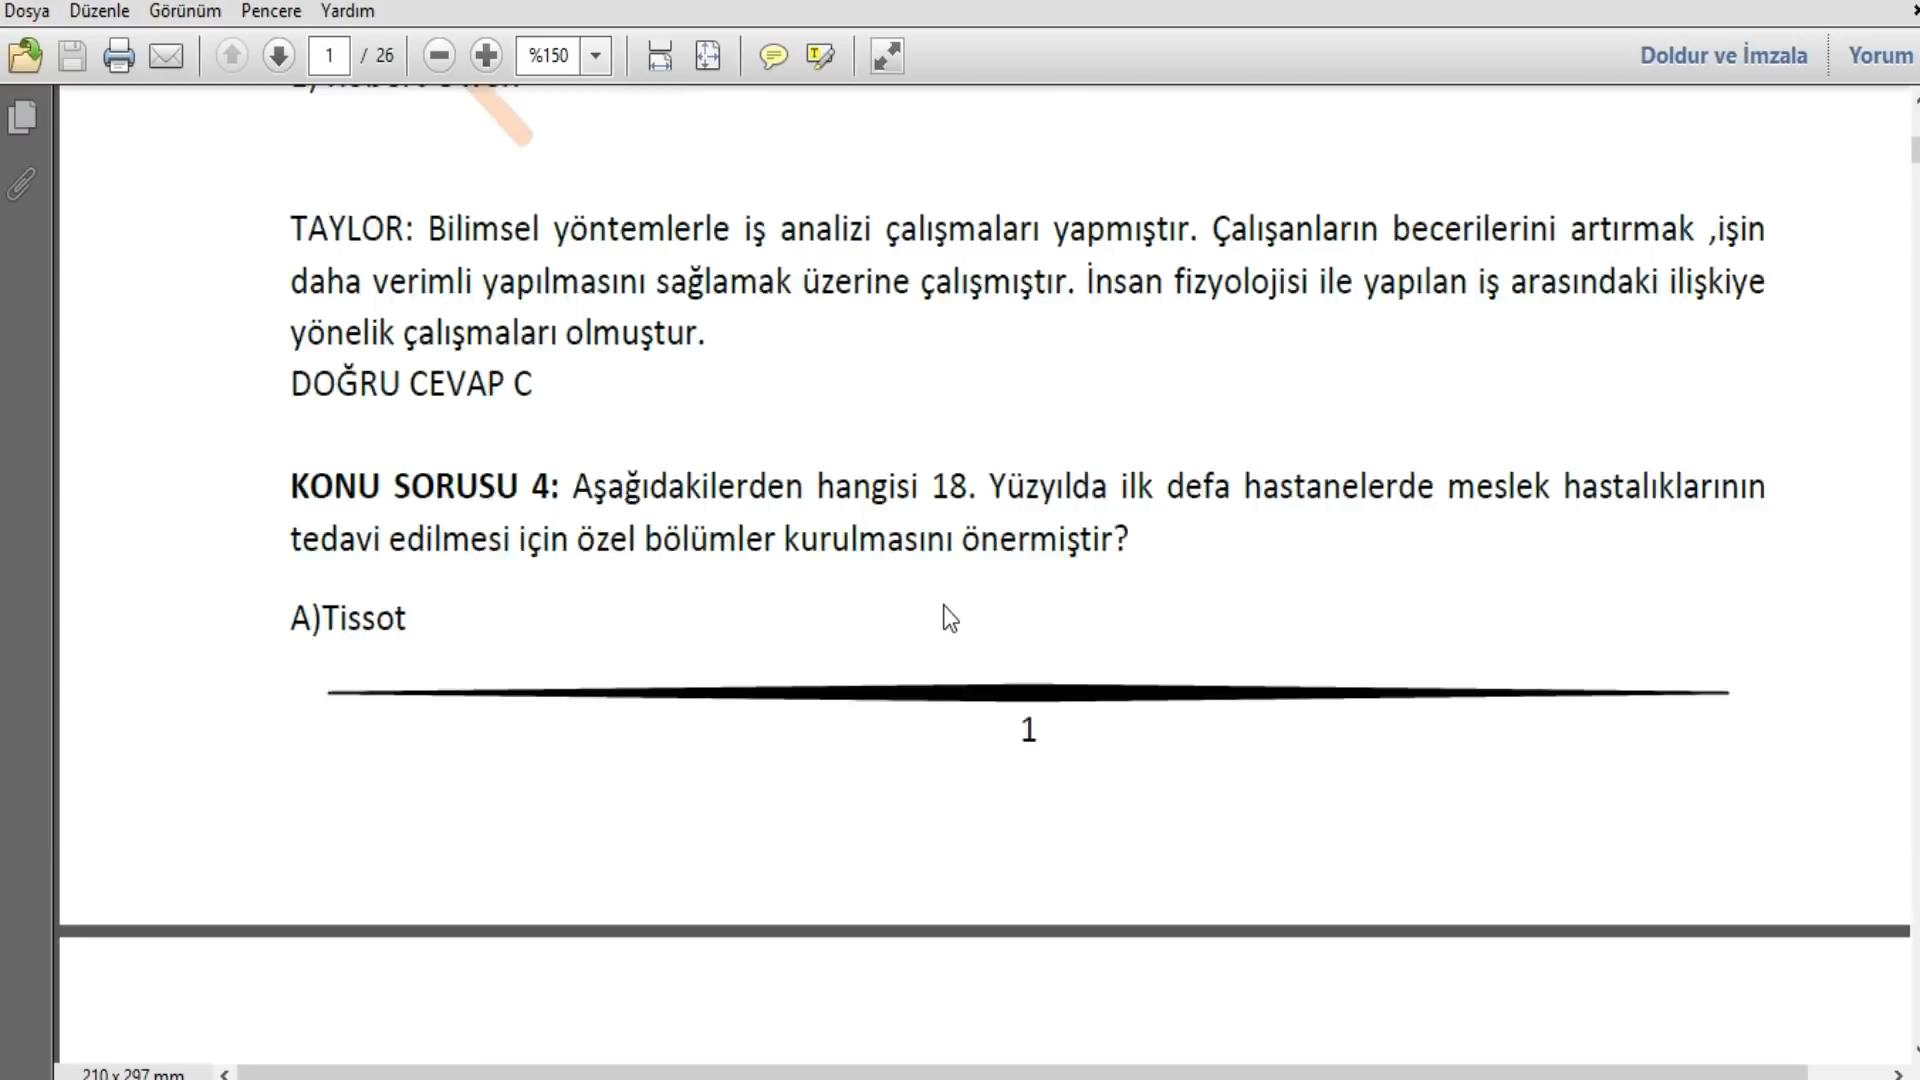 Dosya Düzenle Görünüm Pencere Yardım
1 / 26 %150 Doldur ve İmzala Yorum
TAYLOR: Bilimsel yöntemlerle iş analizi çalışmaları yapmıştır. Çalışanların becerilerini artırmak ,işin
daha verimli yapılmasını sağlamak üzerine çalışmıştır. İnsan fizyolojisi ile yapılan iş arasındaki ilişkiye
yönelik çalışmaları olmuştur.
DOĞRU CEVAP C
KONU SORUSU 4: Aşağıdakilerden hangisi 18. Yüzyılda ilk defa hastanelerde meslek hastalıklarının
tedavi edilmesi için özel bölümler kurulmasını önermiştir?
A)Tissot
1
210 x 297 mm